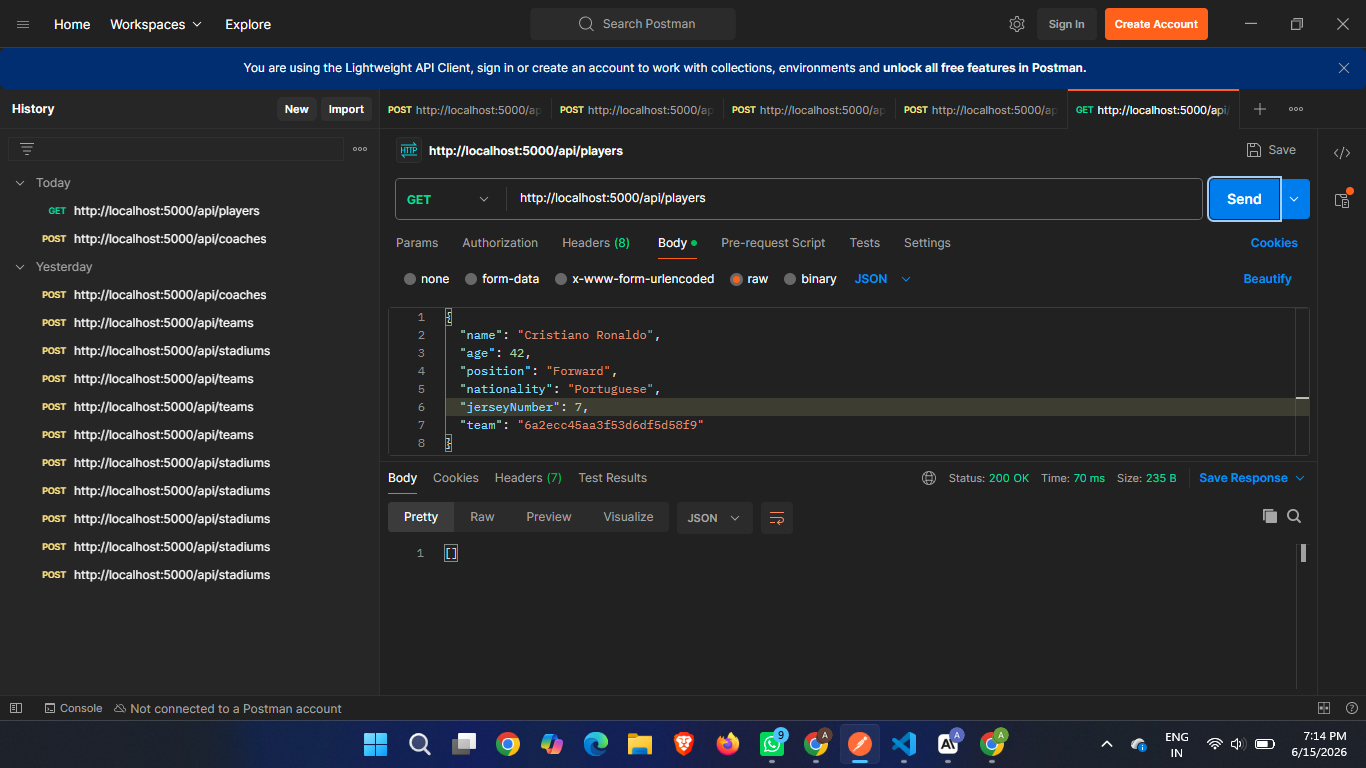 Home Workspaces Explore Search Postman Sign In Create Account
You are using the Lightweight API Client, sign in or create an account to work with collections, environments and unlock all free features in Postman.
History New Import
Today
GET http://localhost:5000/api/players
POST http://localhost:5000/api/coaches
Yesterday
POST http://localhost:5000/api/coaches
POST http://localhost:5000/api/teams
POST http://localhost:5000/api/stadiums
POST http://localhost:5000/api/teams
POST http://localhost:5000/api/teams
POST http://localhost:5000/api/teams
POST http://localhost:5000/api/stadiums
POST http://localhost:5000/api/stadiums
POST http://localhost:5000/api/stadiums
POST http://localhost:5000/api/stadiums
POST http://localhost:5000/api/stadiums
POST http://localhost:5000/ap POST http://localhost:5000/ap POST http://localhost:5000/ap POST http://localhost:5000/ap GET http://localhost:5000/api/
HTTP http://localhost:5000/api/players Save
GET http://localhost:5000/api/players Send
Params Authorization Headers (8) Body Pre-request Script Tests Settings Cookies
none form-data x-www-form-urlencoded raw binary JSON Beautify
1 {
2 "name": "Cristiano Ronaldo",
3 "age": 42,
4 "position": "Forward",
5 "nationality": "Portuguese",
6 "jerseyNumber": 7,
7 "team": "6a2ecc45aa3f53d6df5d58f9"
8 }
Body Cookies Headers (7) Test Results Status: 200 OK Time: 70 ms Size: 235 B Save Response
Pretty Raw Preview Visualize JSON
1 []
Console Not connected to a Postman account
9 A A A
ENG
IN
7:14 PM
6/15/2026